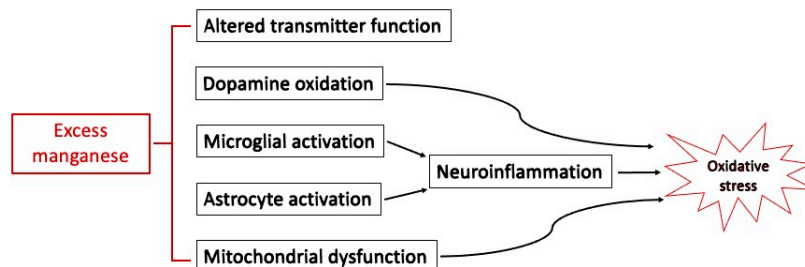 Altered transmitter function
Dopamine oxidation
Excess
manganese
Microglial activation
Neuroinflammation
Oxidative
stress
Astrocyte activation
Mitochondrial dysfunction